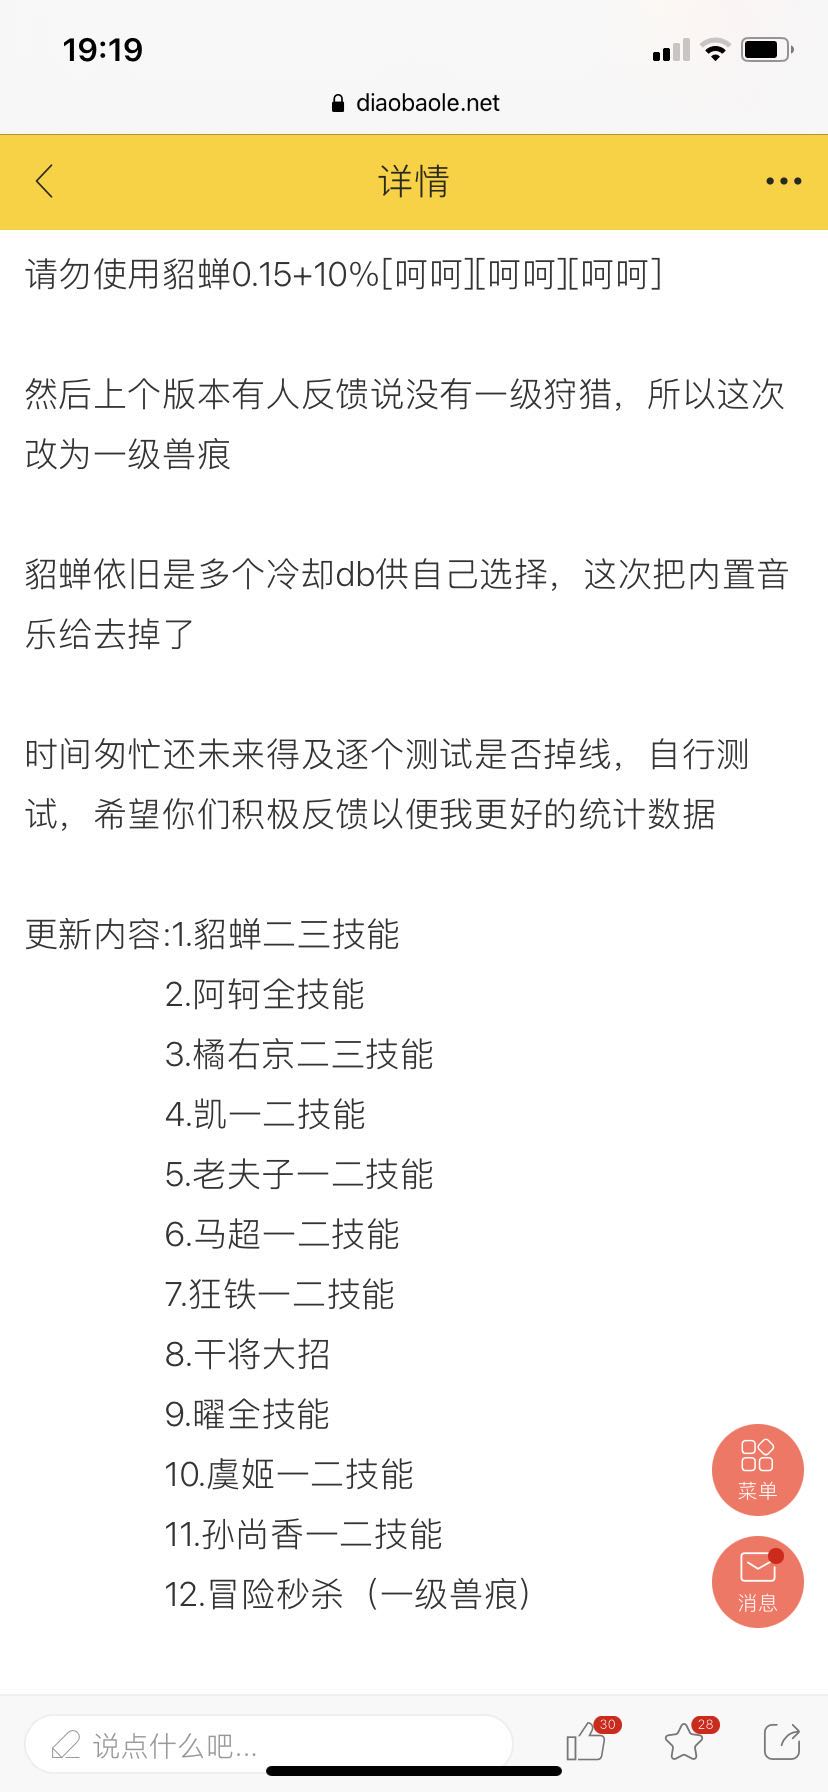 19:19
diaobaole.net
详情
请勿使用貂蝉0.15+10%[呵呵][呵呵][呵呵]
然后上个版本有人反馈说没有一级狩猎，所以这次
改为一级兽痕
貂蝉依旧是多个冷却db供自己选择，这次把内置音
乐给去掉了
时间匆忙还未来得及逐个测试是否掉线，自行测
试，希望你们积极反馈以便我更好的统计数据
更新内容:1.貂蝉二三技能
2.阿轲全技能
3.橘右京二三技能
4.凯一二技能
5.老夫子一二技能
6.马超一二技能
7.狂铁一二技能
8.干将大招
9.曜全技能
10.虞姬一二技能
11.孙尚香一二技能
12.冒险秒杀（一级兽痕）
菜单
消息
说点什么吧...
30
28